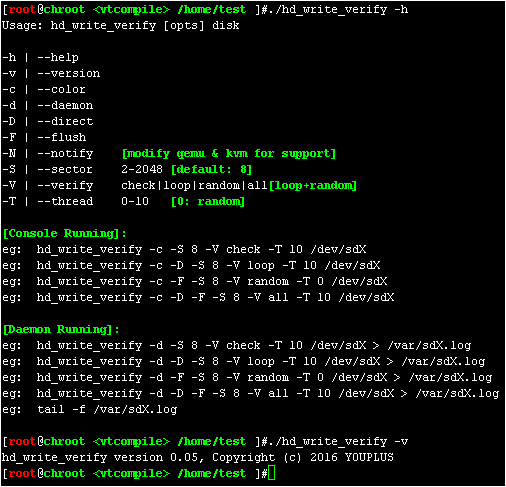 [root@chroot <vtcompile> /home/test ]#./hd_write_verify -h
Usage: hd_write_verify [opts] disk
-h | --help
-v | --version
-c | --color
-d | --daemon
-D | --direct
-F | --flush
-N | --notify    [modify qemu & kvm for support]
-S | --sector    2-2048 [default: 8]
-V | --verify    check|loop|random|all[loop+random]
-T | --thread    0-10   [0: random]
[Console Running]:
eg:  hd_write_verify -c -S 8 -V check -T 10 /dev/sdX
eg:  hd_write_verify -c -D -S 8 -V loop -T 10 /dev/sdX
eg:  hd_write_verify -c -F -S 8 -V random -T 0 /dev/sdX
eg:  hd_write_verify -c -D -F -S 8 -V all -T 10 /dev/sdX
[Daemon Running]:
eg:  hd_write_verify -d -S 8 -V check -T 10 /dev/sdX > /var/sdX.log
eg:  hd_write_verify -d -D -S 8 -V loop -T 10 /dev/sdX > /var/sdX.log
eg:  hd_write_verify -d -F -S 8 -V random -T 0 /dev/sdX > /var/sdX.log
eg:  hd_write_verify -d -D -F -S 8 -V all -T 10 /dev/sdX > /var/sdX.log
eg:  tail -f /var/sdX.log
[root@chroot <vtcompile> /home/test ]#./hd_write_verify -v
hd_write_verify version 0.05, Copyright (c) 2016 YOUPLUS
[root@chroot <vtcompile> /home/test ]#